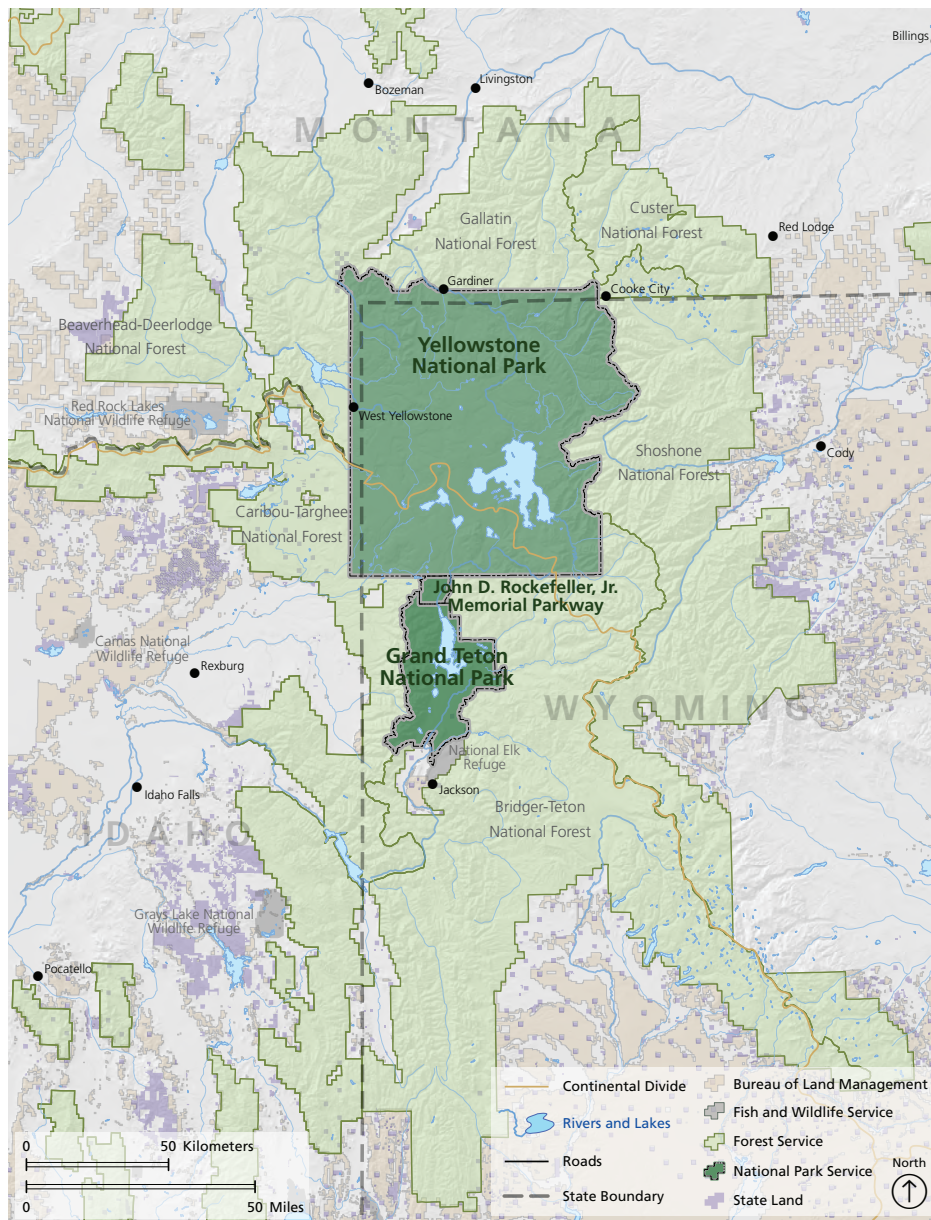 Billings
Livingston
Bozeman
MONTANA
Gallatin
National Forest
Custer
National Forest
Red Lodge
Gardiner
Cooke City
Beaverhead-Deerlodge
National Forest
Yellowstone
National Park
Red Rock Lakes
National Wildlife Refuge
West Yellowstone
Shoshone
National Forest
Cody
Caribou-Targhee
National Forest
John D. Rockefeller, Jr.
Memorial Parkway
Camas National
Wildlife Refuge
Rexburg
Grand Teton
National Park
WYOMING
National Elk
Refuge
Jackson
Idaho Falls
Bridger-Teton
National Forest
IDAHO
Grays Lake National
Wildlife Refuge
Pocatello
Continental Divide
Rivers and Lakes
Roads
State Boundary
Bureau of Land Management
Fish and Wildlife Service
Forest Service
National Park Service
State Land
North
0 50 Kilometers
0 50 Miles